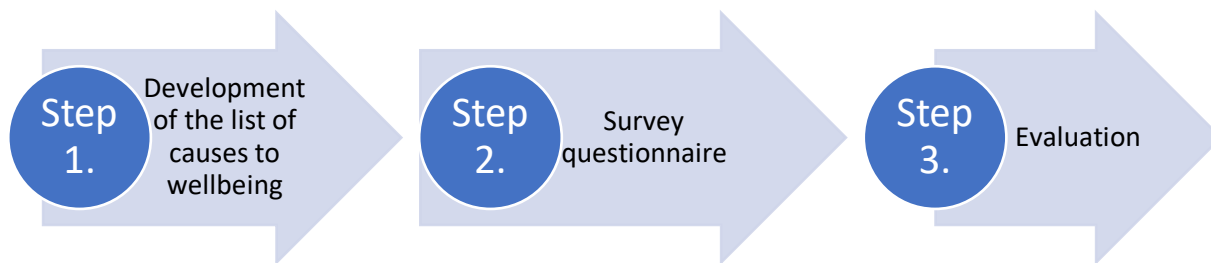 Step
1.
Development
of the list of
causes to
wellbeing
Step
2.
Survey
questionnaire
Step
3.
Evaluation